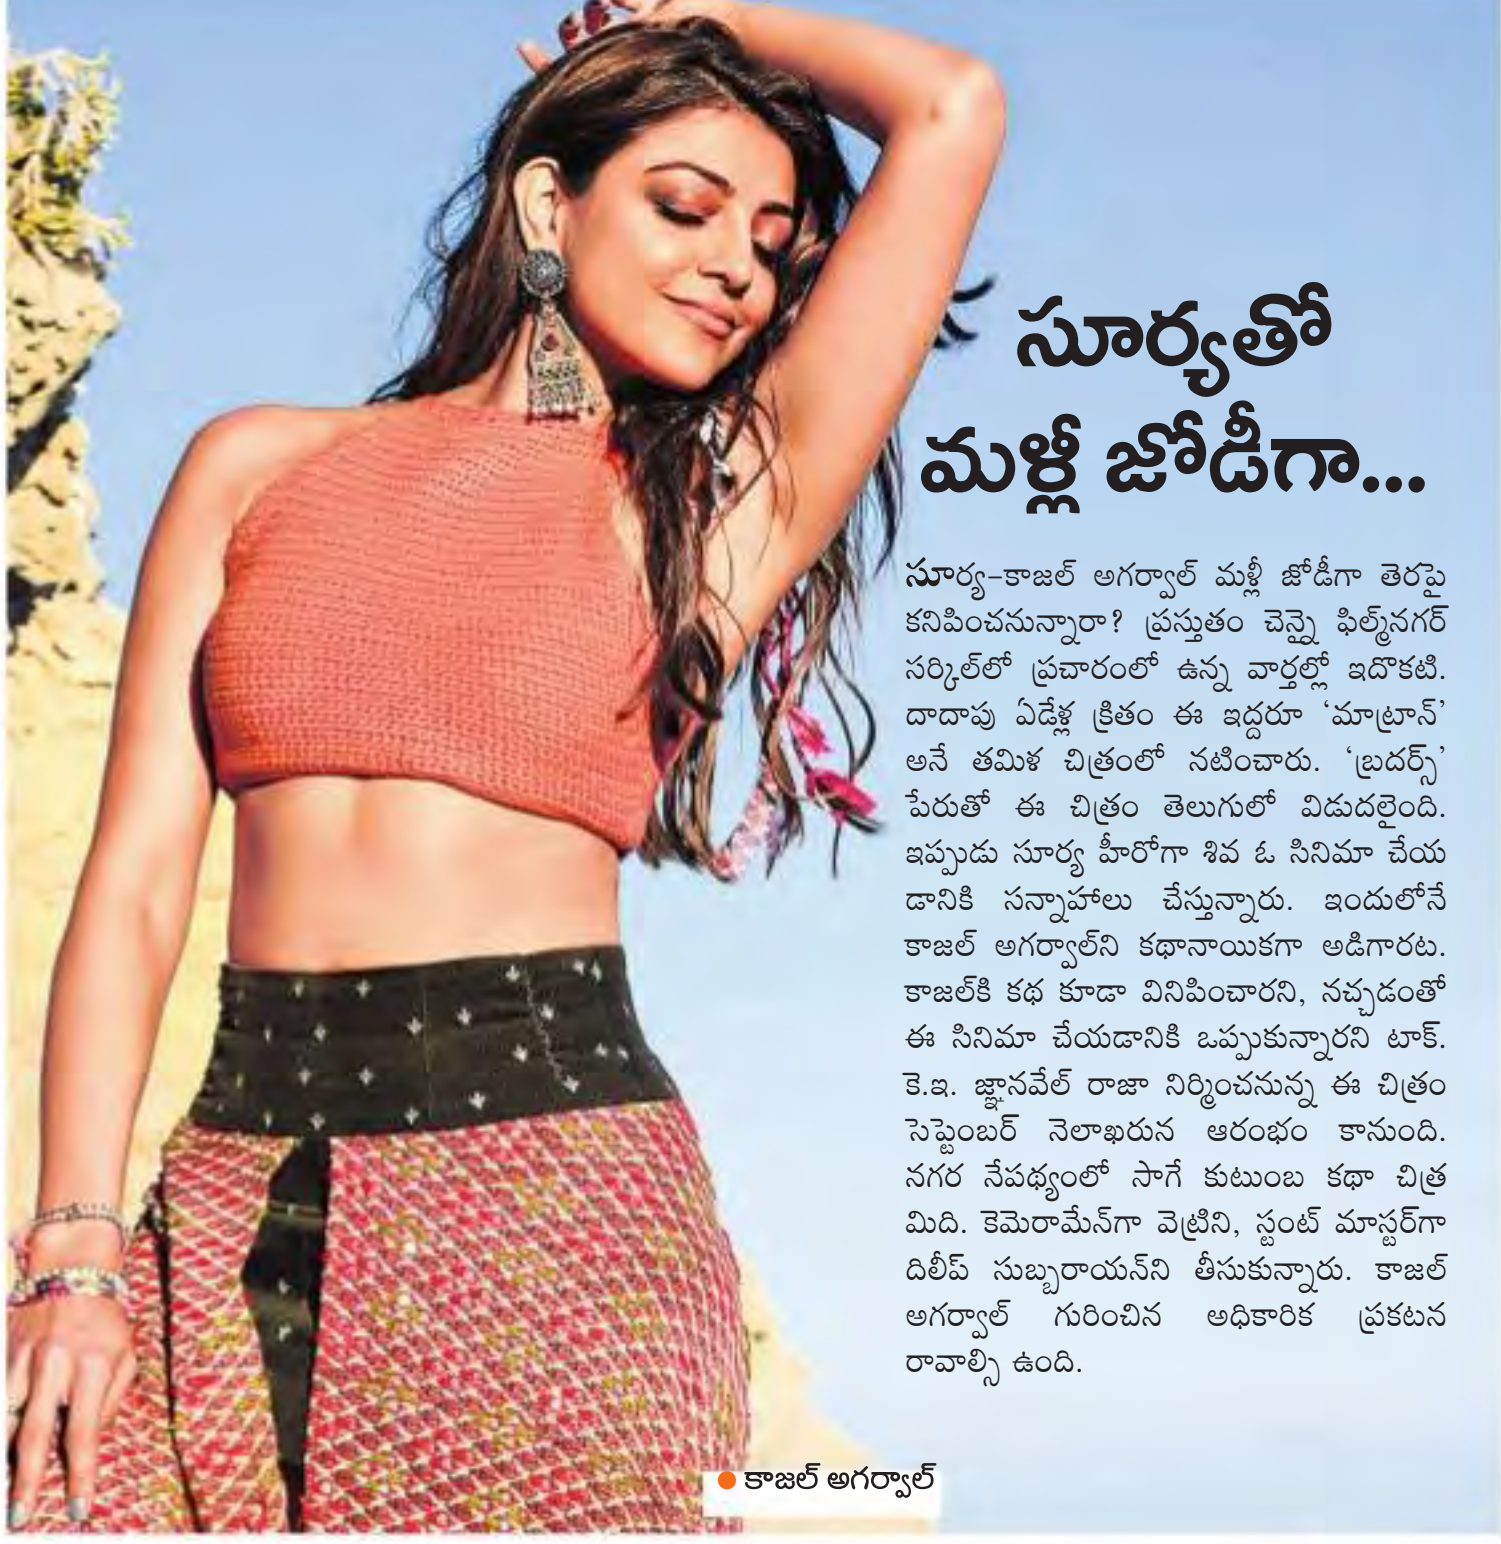 సూర్యతో
మళ్లీ జోడీగా...
సూర్య–కాజల్ అగర్వాల్ మళ్లీ జోడీగా తెరపై
కనిపించనున్నారా? ప్రస్తుతం చెన్నై ఫిల్మ్‌నగర్
సర్కిల్‌లో ప్రచారంలో ఉన్న వార్తల్లో ఇదొకటి.
దాదాపు ఏడేళ్ల క్రితం ఈ ఇద్దరూ ‘మాట్రాన్’
అనే తమిళ చిత్రంలో నటించారు. ‘బ్రదర్స్’
పేరుతో ఈ చిత్రం తెలుగులో విడుదలైంది.
ఇప్పుడు సూర్య హీరోగా శివ ఓ సినిమా చేయ
డానికి సన్నాహాలు చేస్తున్నారు. ఇందులోనే
కాజల్ అగర్వాల్‌ని కథానాయికగా అడిగారట.
కాజల్‌కి కథ కూడా వినిపించారని, నచ్చడంతో
ఈ సినిమా చేయడానికి ఒప్పుకున్నారని టాక్.
కె.ఇ. జ్ఞానవేల్ రాజా నిర్మించనున్న ఈ చిత్రం
సెప్టెంబర్ నెలాఖరున ఆరంభం కానుంది.
నగర నేపథ్యంలో సాగే కుటుంబ కథా చిత్ర
మిది. కెమెరామేన్‌గా వెట్రిని, స్టంట్ మాస్టర్‌గా
దిలీప్ సుబ్బరాయన్‌ని తీసుకున్నారు. కాజల్
అగర్వాల్ గురించిన అధికారిక ప్రకటన
రావాల్సి ఉంది.
● కాజల్ అగర్వాల్